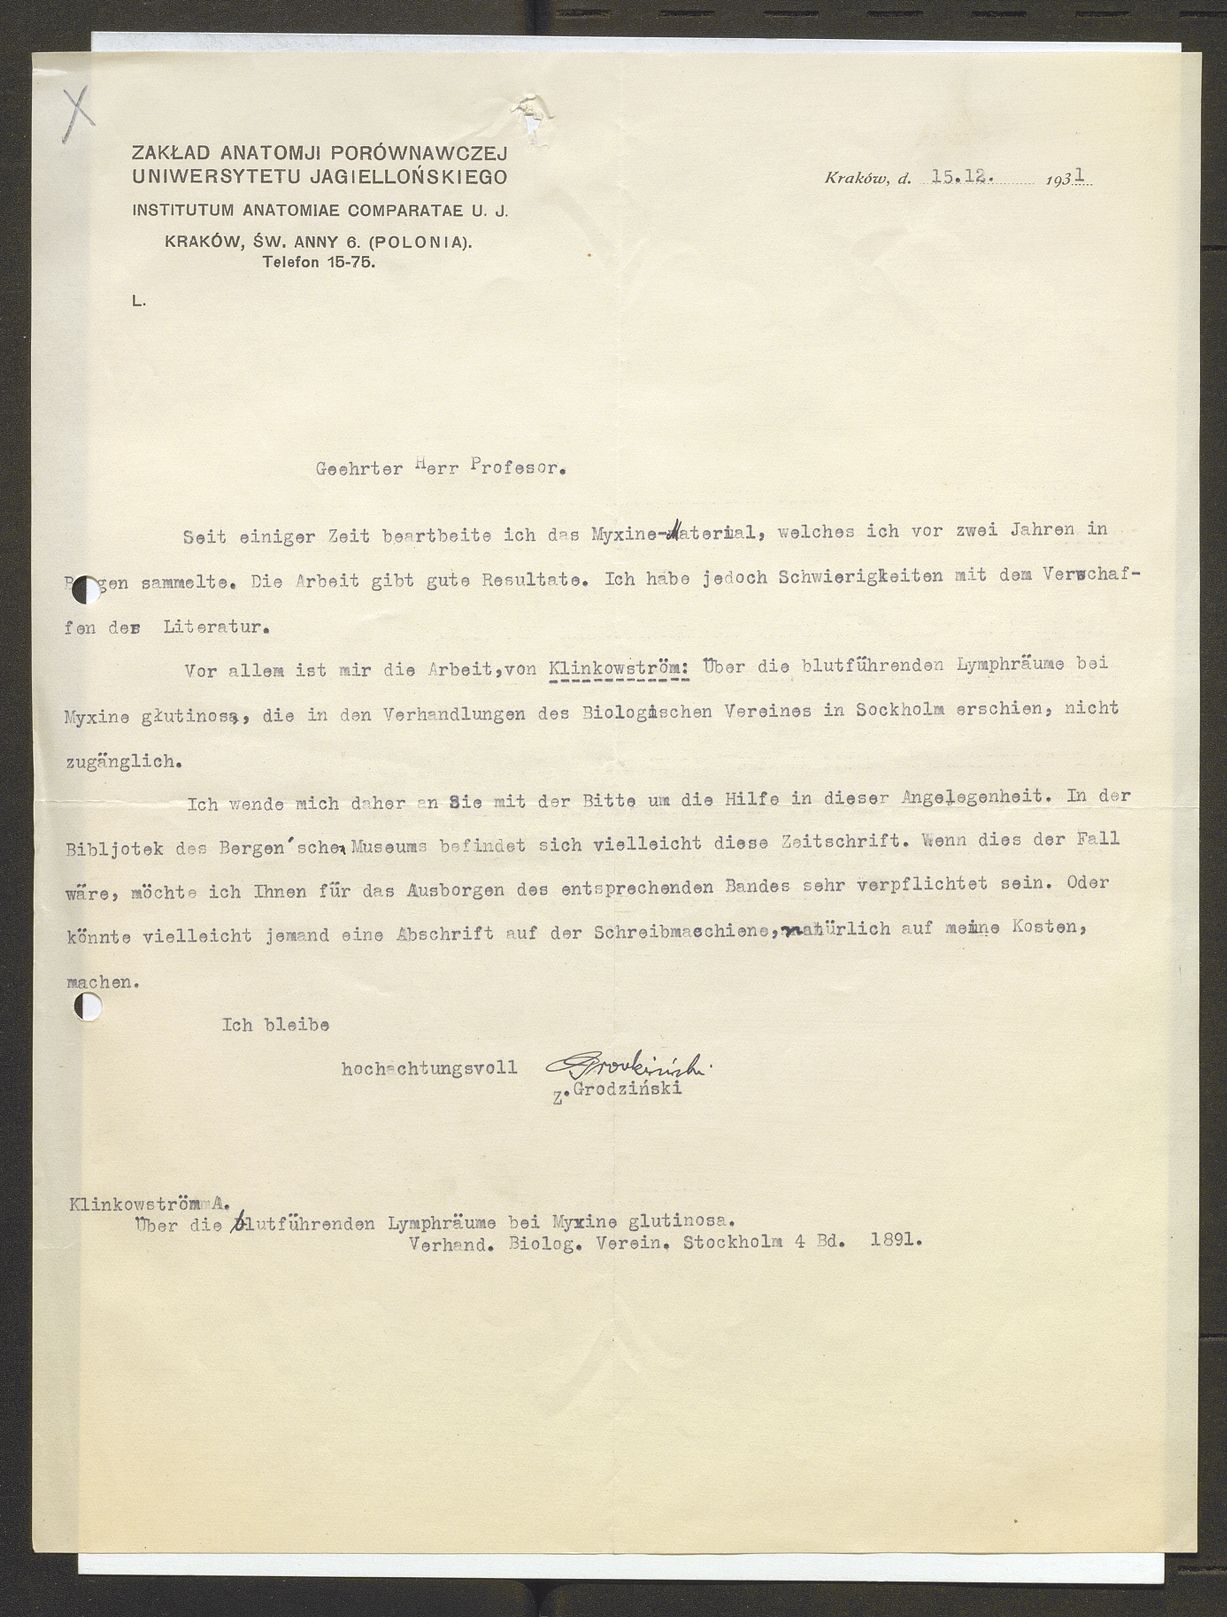 X
ZAKŁAD ANATOMJI PORÓWNAWCZEJ
UNIWERSYTETU JAGIELLOŃSKIEGO
INSTITUTUM ANATOMIAE COMPARATAE U. J.
KRAKÓW, ŚW. ANNY 6. (POLONIA).
Telefon 15-75.
Kraków, d. 15.12. 1931
L.
Geehrter Herr Profesor.
Seit einiger Zeit beartbeite ich das Myxine-Material, welches ich vor zwei Jahren in
gen sammelte. Die Arbeit gibt gute Resultate. Ich habe jedoch Schwierigkeiten mit dem Verschaf-
fen der Literatur.
Vor allem ist mir die Arbeit,von Klinkowström: Über die blutführenden Lymphräume bei
Myxine głutinosa, die in den Verhandlungen des Biologischen Vereines in Sockholm erschien, nicht
zugänglich.
Ich wende mich daher an Sie mit der Bitte um die Hilfe in dieser Angelegenheit. In der
Bibljotek des Bergen'schen Museums befindet sich vielleicht diese Zeitschrift. Wenn dies der Fall
wäre, möchte ich Ihnen für das Ausborgen des entsprechenden Bandes sehr verpflichtet sein. Oder
könnte vielleicht jemand eine Abschrift auf der Schreibmaschiene, natürlich auf meine Kosten,
machen.
Ich bleibe
hochachtungsvoll
Z. Grodziński
Klinkowström A.
Über die blutführenden Lymphräume bei Myxine glutinosa.
Verhand. Biolog. Verein. Stockholm 4 Bd. 1891.